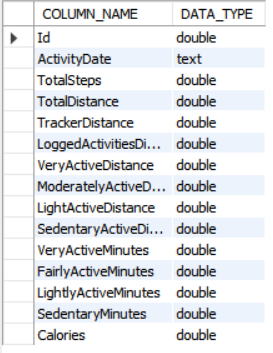 COLUMN_NAME DATA_TYPE
Id double
ActivityDate text
TotalSteps double
TotalDistance double
TrackerDistance double
LoggedActivitiesDi... double
VeryActiveDistance double
ModeratelyActiveD... double
LightActiveDistance double
SedentaryActiveDi... double
VeryActiveMinutes double
FairlyActiveMinutes double
LightlyActiveMinutes double
SedentaryMinutes double
Calories double